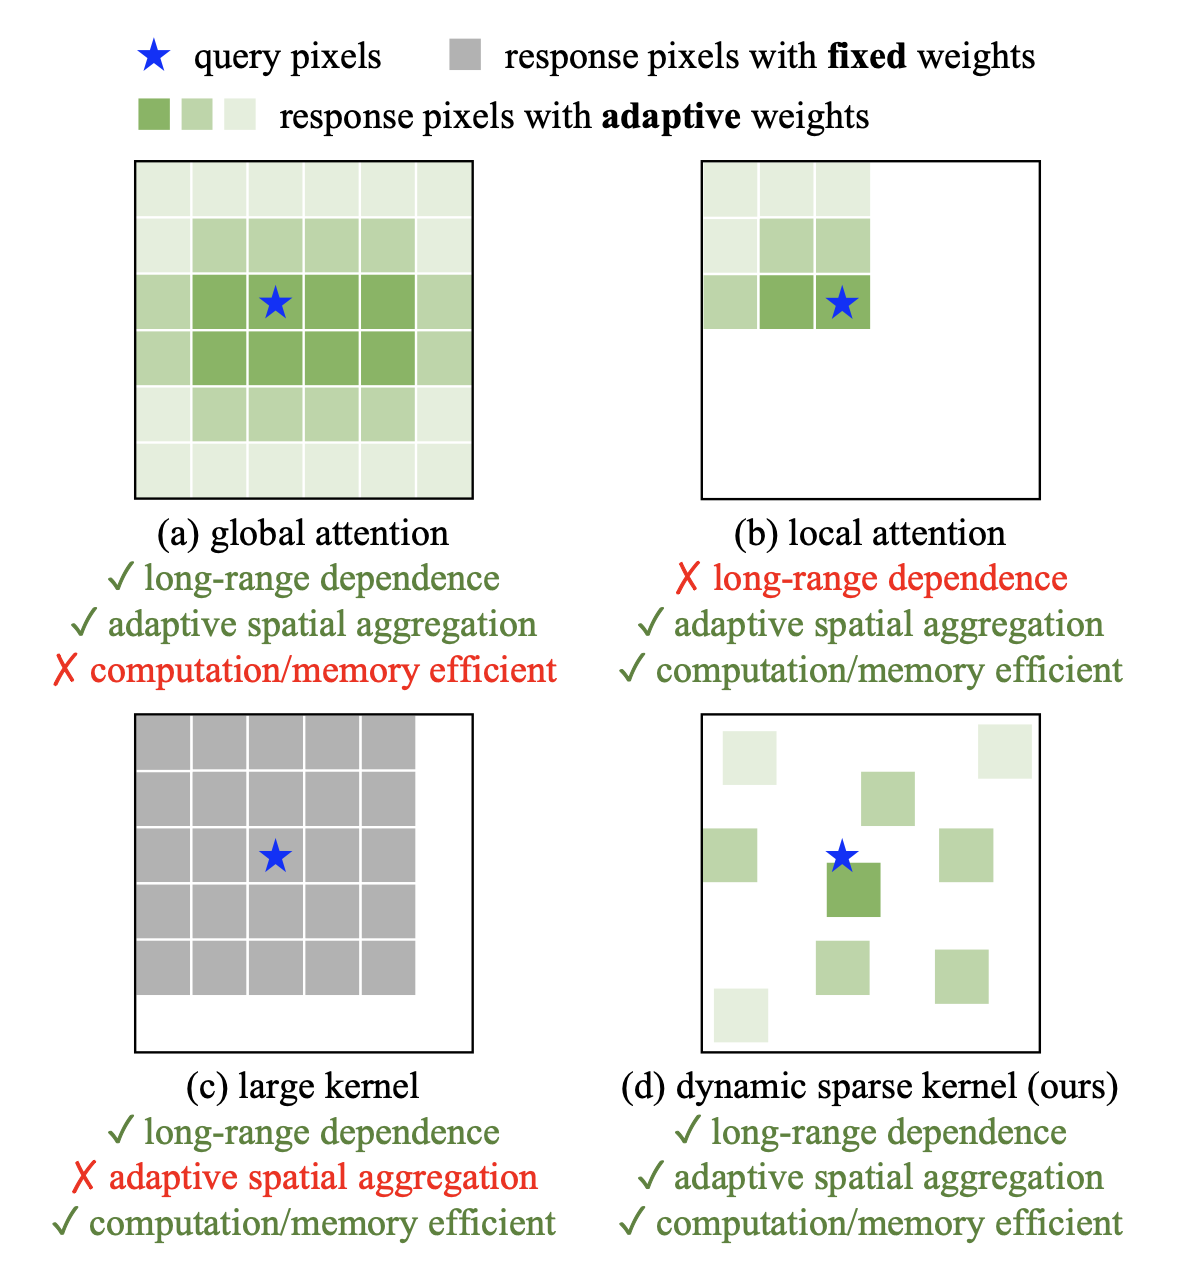 query pixels response pixels with fixed weights
response pixels with adaptive weights
(a) global attention
✓ long-range dependence
✓ adaptive spatial aggregation
✗ computation/memory efficient
(b) local attention
✗ long-range dependence
✓ adaptive spatial aggregation
✓ computation/memory efficient
(c) large kernel
✓ long-range dependence
✗ adaptive spatial aggregation
✓ computation/memory efficient
(d) dynamic sparse kernel (ours)
✓ long-range dependence
✓ adaptive spatial aggregation
✓ computation/memory efficient